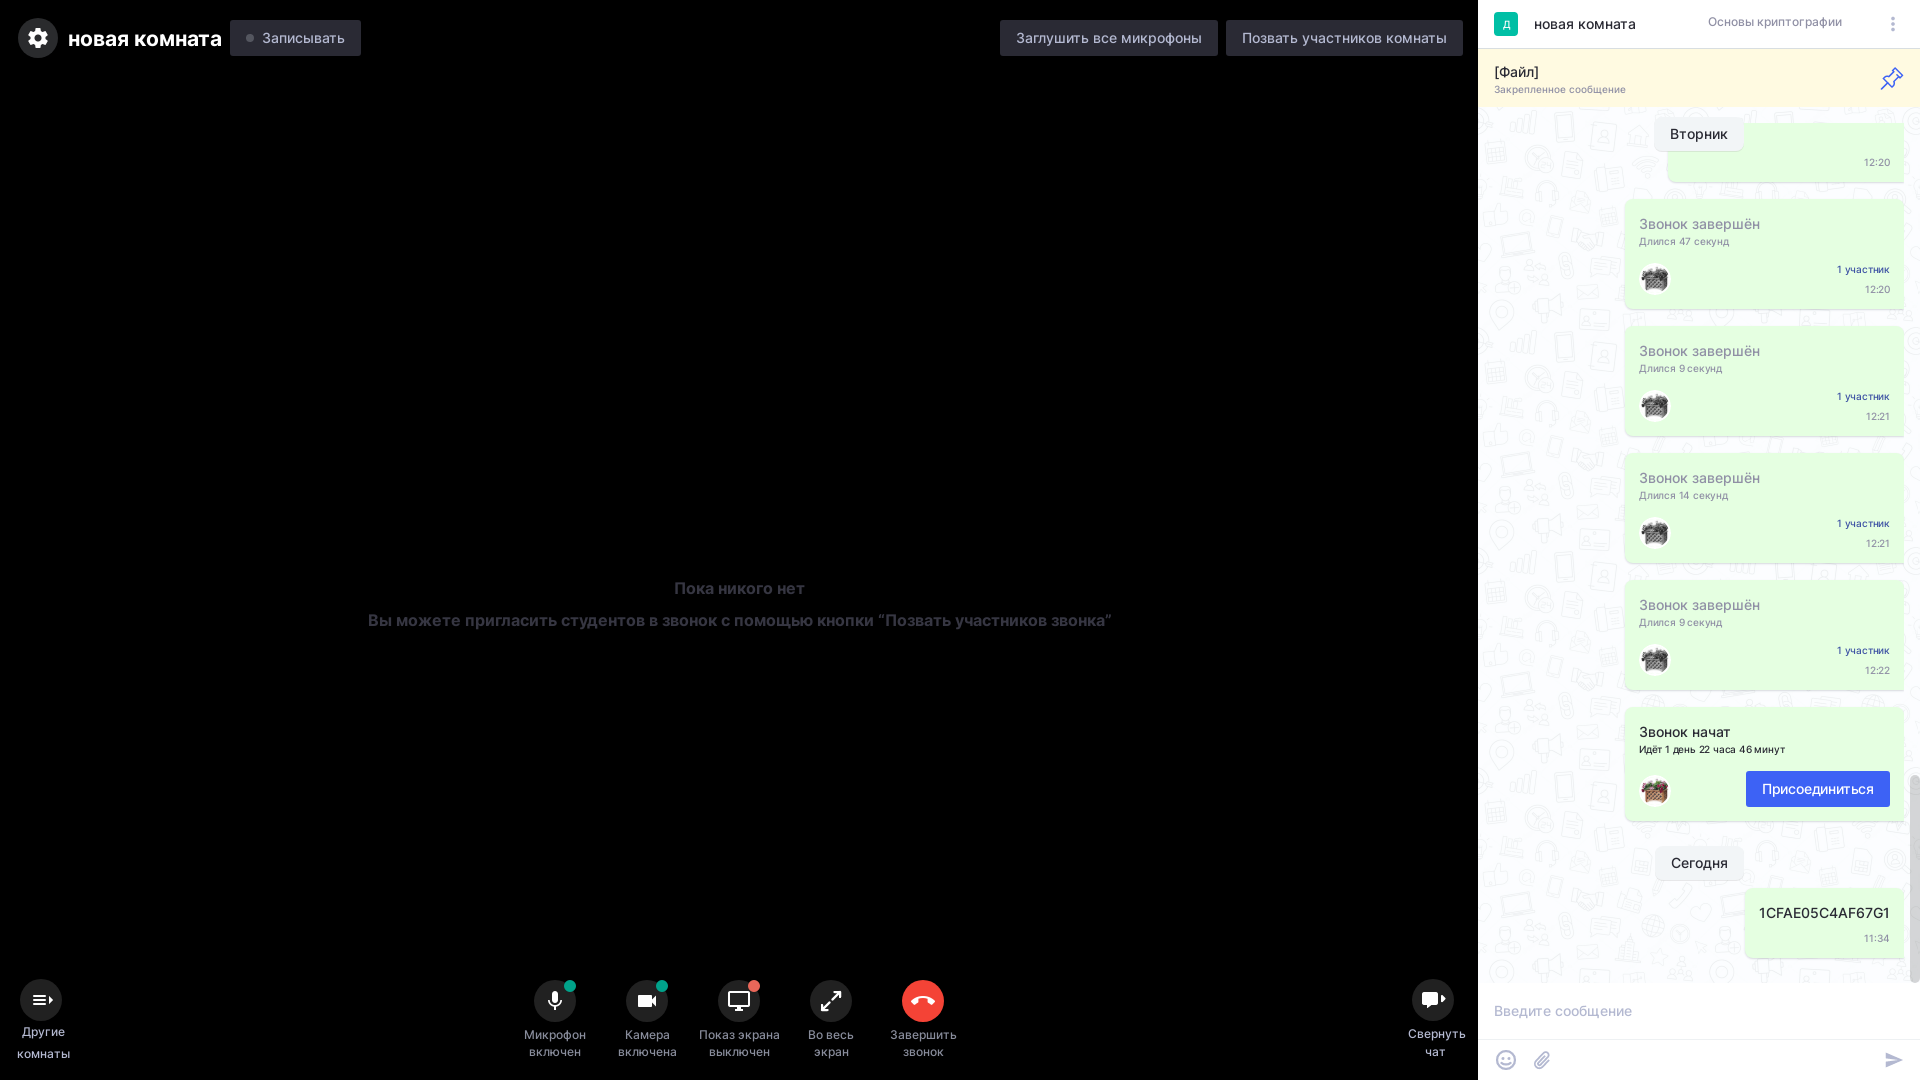 новая комната
Записывать
Заглушить все микрофоны
Позвать участников комнаты
Пока никого нет
Вы можете пригласить студентов в звонок с помощью кнопки “Позвать участников звонка”
Другие
комнаты
Микрофон
включен
Камера
включена
Показ экрана
выключен
Во весь
экран
Завершить
звонок
Свернуть
чат
Д
новая комната
Основы криптографии
[Файл]
Закрепленное сообщение
Вторник
12:20
Звонок завершён
Длился 47 секунд
1 участник
12:20
Звонок завершён
Длился 9 секунд
1 участник
12:21
Звонок завершён
Длился 14 секунд
1 участник
12:21
Звонок завершён
Длился 9 секунд
1 участник
12:22
Звонок начат
Идёт 1 день 22 часа 46 минут
Присоединиться
Сегодня
1CFAE05C4AF67G1
11:34
Введите сообщение